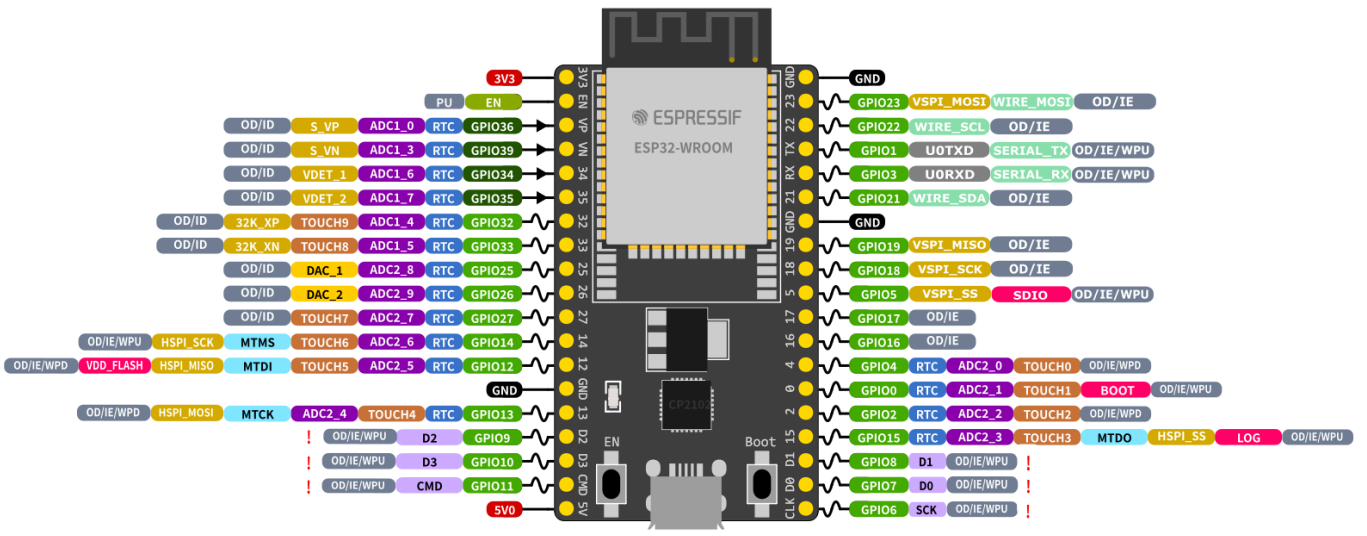 3V3 3V3 GND GND
PU EN EN 23 GPIO23 VSPI_MOSI WIRE_MOSI OD/IE
OD/ID S_VP ADC1_0 RTC GPIO36 VP ESPRESSIF 22 GPIO22 WIRE_SCL OD/IE
OD/ID S_VN ADC1_3 RTC GPIO39 VN ESP32-WROOM TX GPIO1 U0TXD SERIAL_TX OD/IE/WPU
OD/ID VDET_1 ADC1_6 RTC GPIO34 34 RX GPIO3 U0RXD SERIAL_RX OD/IE/WPU
OD/ID VDET_2 ADC1_7 RTC GPIO35 35 21 GPIO21 WIRE_SDA OD/IE
OD/ID 32K_XP TOUCH9 ADC1_4 RTC GPIO32 32 GND GND
OD/ID 32K_XN TOUCH8 ADC1_5 RTC GPIO33 33 19 GPIO19 VSPI_MISO OD/IE
OD/ID DAC_1 ADC2_8 RTC GPIO25 25 18 GPIO18 VSPI_SCK OD/IE
OD/ID DAC_2 ADC2_9 RTC GPIO26 26 5 GPIO5 VSPI_SS SDIO OD/IE/WPU
OD/ID TOUCH7 ADC2_7 RTC GPIO27 27 17 GPIO17 OD/IE
OD/IE/WPU HSPI_SCK MTMS TOUCH6 ADC2_6 RTC GPIO14 14 16 GPIO16 OD/IE
OD/IE/WPD VDD_FLASH HSPI_MISO MTDI TOUCH5 ADC2_5 RTC GPIO12 12 4 GPIO4 RTC ADC2_0 TOUCH0 OD/IE/WPD
GND GND 0 GPIO0 RTC ADC2_1 TOUCH1 BOOT OD/IE/WPU
OD/IE/WPD HSPI_MOSI MTCK ADC2_4 TOUCH4 RTC GPIO13 13 CP2102 2 GPIO2 RTC ADC2_2 TOUCH2 OD/IE/WPD
! OD/IE/WPU D2 GPIO9 D2 EN Boot 15 GPIO15 RTC ADC2_3 TOUCH3 MTDO HSPI_SS LOG OD/IE/WPU
! OD/IE/WPU D3 GPIO10 D3 D1 GPIO8 D1 OD/IE/WPU !
! OD/IE/WPU CMD GPIO11 CMD D0 GPIO7 D0 OD/IE/WPU !
5V0 5V CLK GPIO6 SCK OD/IE/WPU !